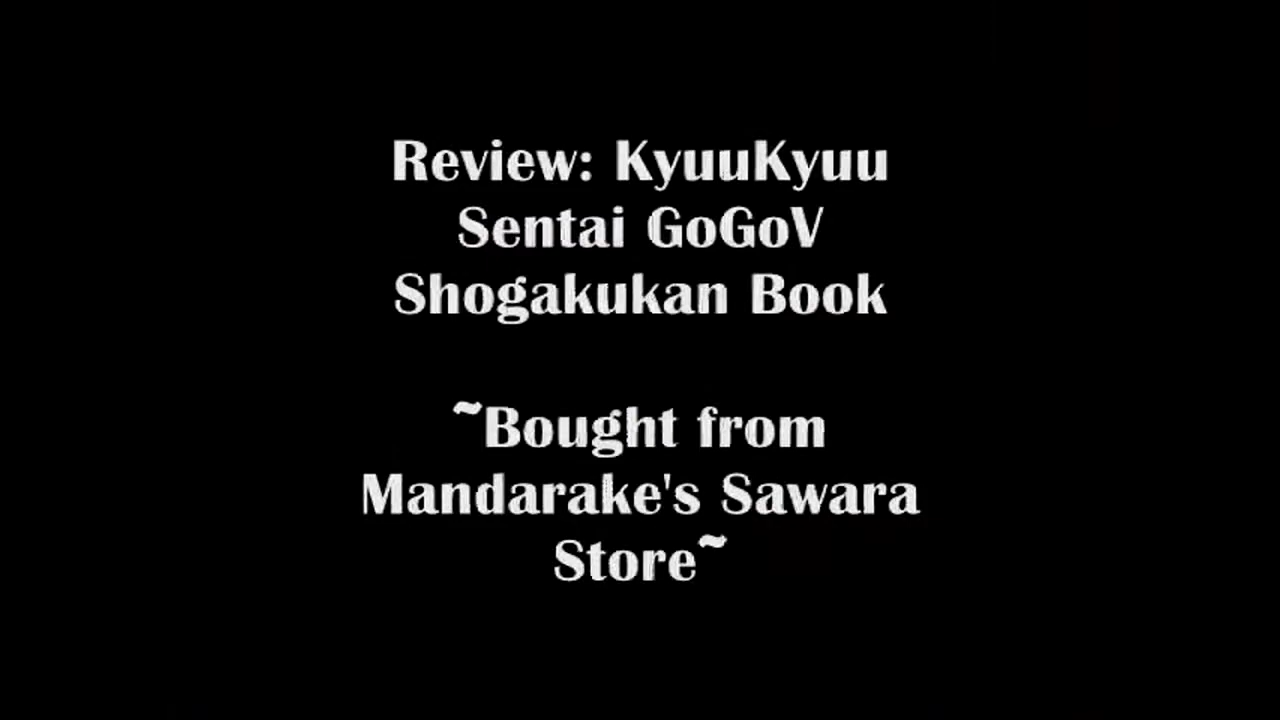 Review: KyuuKyuu
Sentai GoGoV
Shogakukan Book
~Bought from
Mandarake's Sawara
Store~